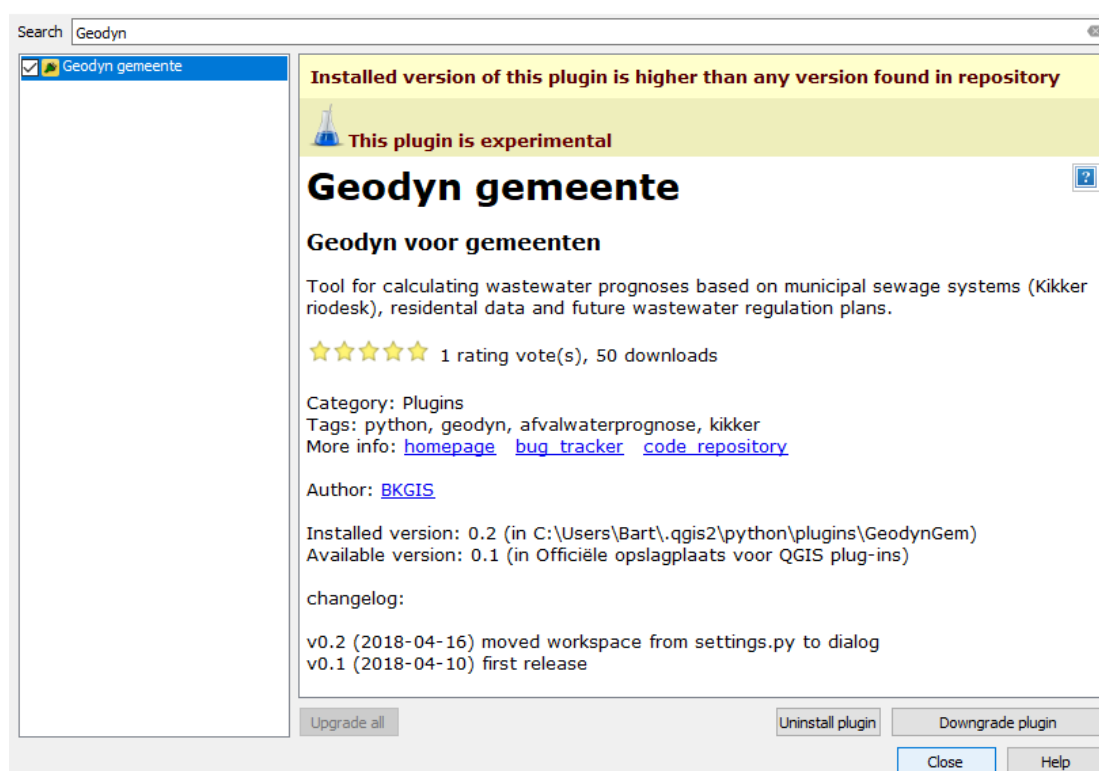 Search Geodyn
Geodyn gemeente
Installed version of this plugin is higher than any version found in repository
This plugin is experimental
Geodyn gemeente
?
Geodyn voor gemeenten
Tool for calculating wastewater prognoses based on municipal sewage systems (Kikker
riodesk), residental data and future wastewater regulation plans.
1 rating vote(s), 50 downloads
Category: Plugins
Tags: python, geodyn, afvalwaterprognose, kikker
More info: homepage bug tracker code repository
Author: BKGIS
Installed version: 0.2 (in C:\Users\Bart\.qgis2\python\plugins\GeodynGem)
Available version: 0.1 (in Officiële opslagplaats voor QGIS plug-ins)
changelog:
v0.2 (2018-04-16) moved workspace from settings.py to dialog
v0.1 (2018-04-10) first release
Upgrade all Uninstall plugin Downgrade plugin
Close Help